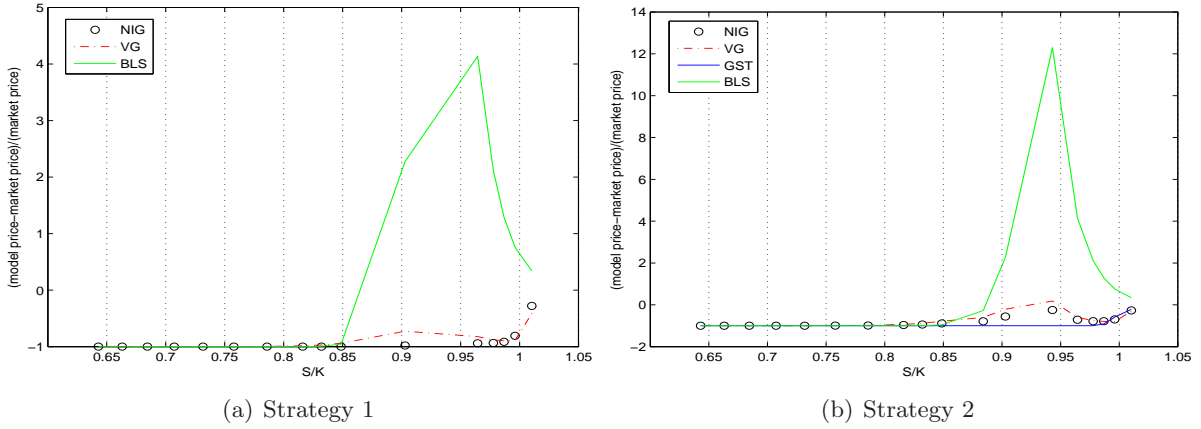 5
4
3
2
1
0
−1
(model price−market price)/(market price)
NIG
VG
BLS
0.65 0.7 0.75 0.8 0.85 0.9 0.95 1 1.05
S/K
(a) Strategy 1
14
12
10
8
6
4
2
0
−2
(model price−market price)/(market price)
NIG
VG
GST
BLS
0.65 0.7 0.75 0.8 0.85 0.9 0.95 1 1.05
S/K
(b) Strategy 2